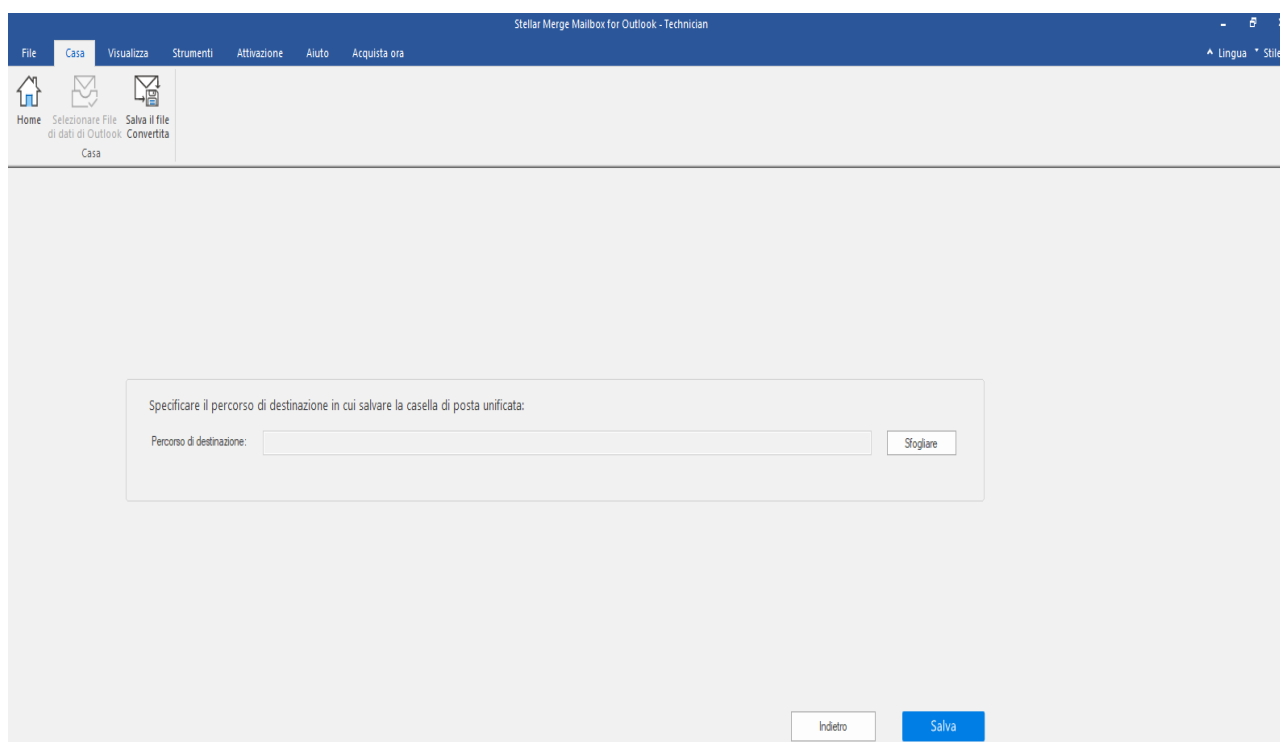 Stellar Merge Mailbox for Outlook - Technician
File Casa Visualizza Strumenti Attivazione Aiuto Acquista ora Lingua Stile
Home Selezionare File di dati di Outlook Salva il file Convertita
Casa
Specificare il percorso di destinazione in cui salvare la casella di posta unificata:
Percorso di destinazione: Sfogliare
Indietro Salva